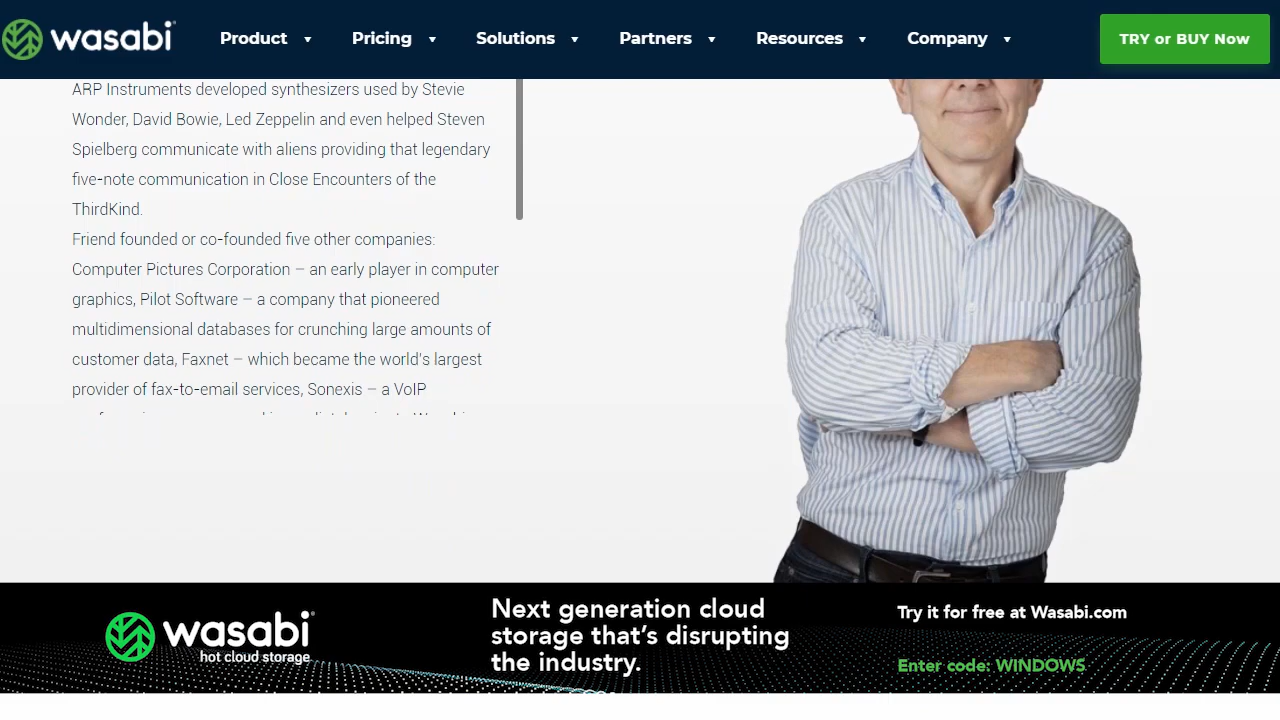 wasabi
Product
Pricing
Solutions
Partners
Resources
Company
TRY or BUY Now
ARP Instruments developed synthesizers used by Stevie
Wonder, David Bowie, Led Zeppelin and even helped Steven
Spielberg communicate with aliens providing that legendary
five-note communication in Close Encounters of the
ThirdKind.
Friend founded or co-founded five other companies:
Computer Pictures Corporation – an early player in computer
graphics, Pilot Software – a company that pioneered
multidimensional databases for crunching large amounts of
customer data, Faxnet – which became the world's largest
provider of fax-to-email services, Sonexis – a VoIP
wasabi
hot cloud storage
Next generation cloud
storage that's disrupting
the industry.
Try it for free at Wasabi.com
Enter code: WINDOWS